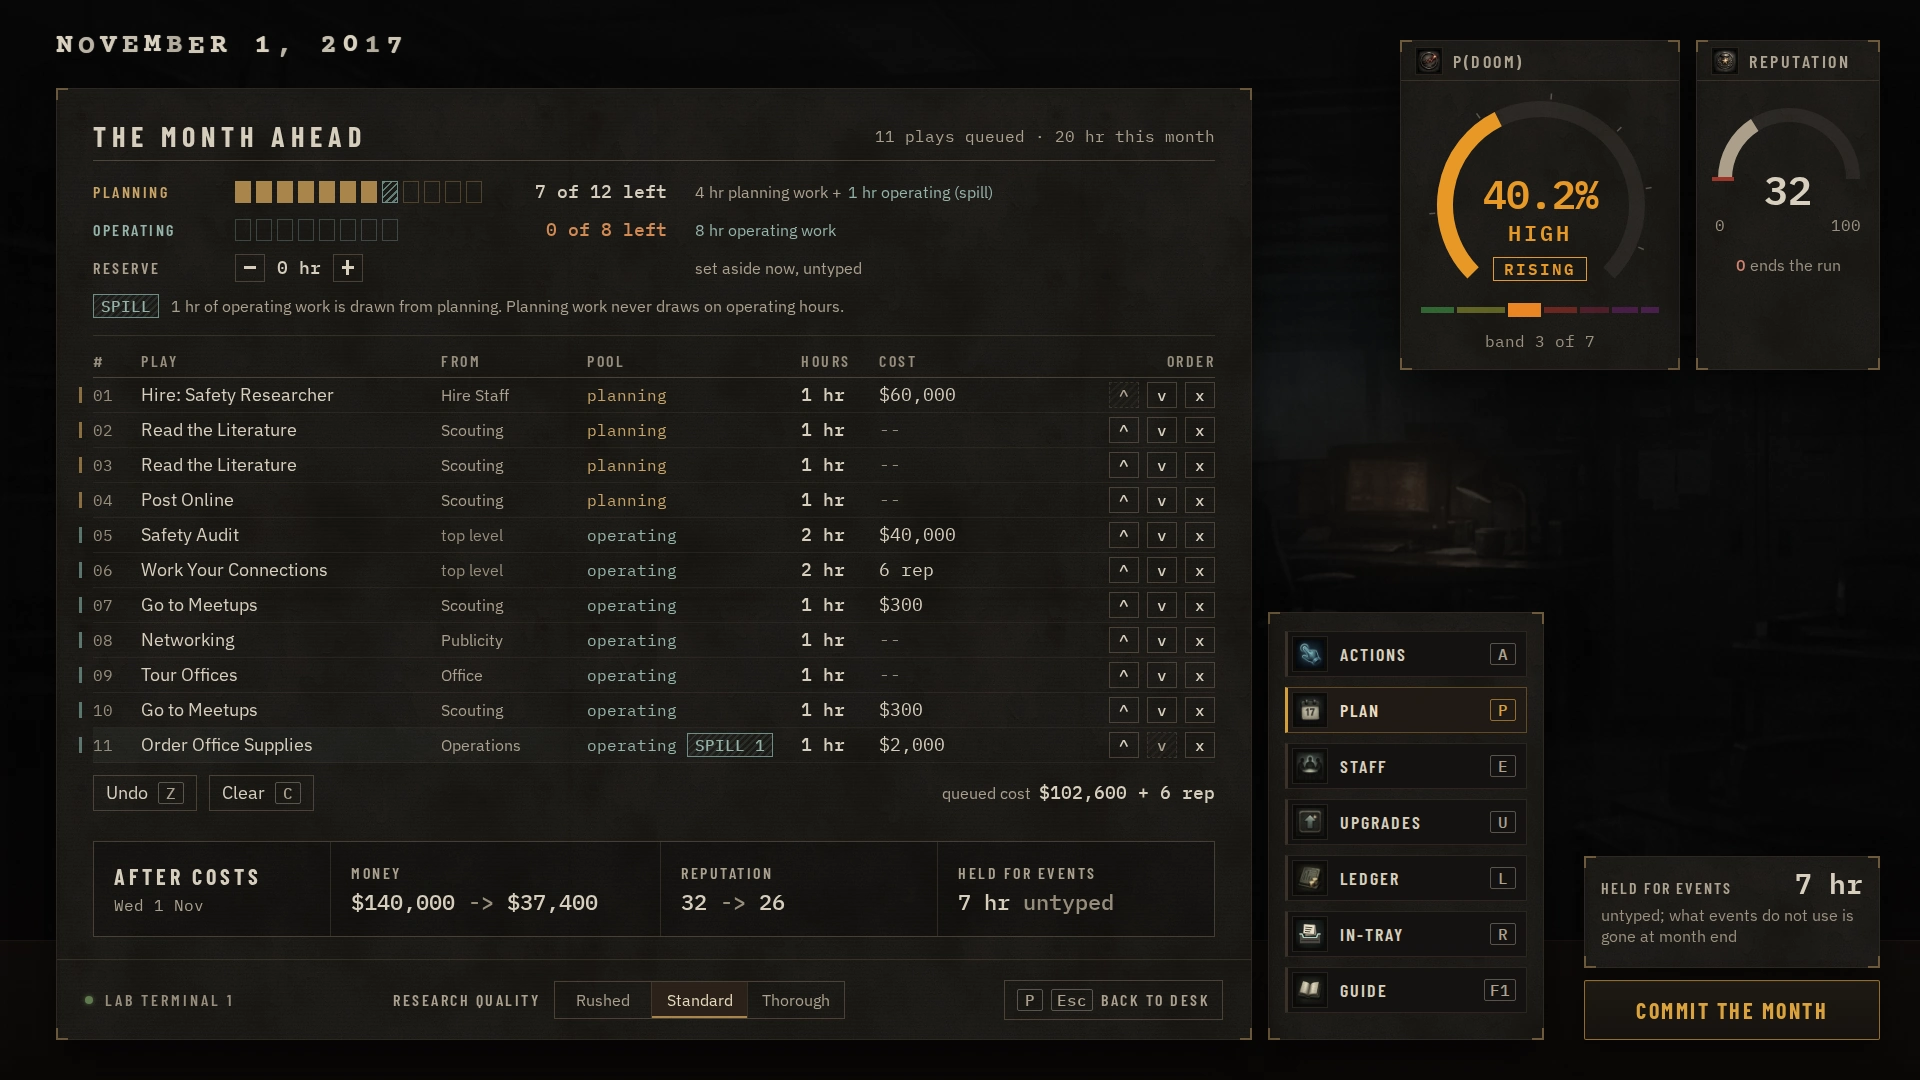 NOVEMBER 1, 2017
THE MONTH AHEAD
11 plays queued · 20 hr this month
PLANNING 7 of 12 left 4 hr planning work + 1 hr operating (spill)
OPERATING 0 of 8 left 8 hr operating work
RESERVE − 0 hr + set aside now, untyped
SPILL 1 hr of operating work is drawn from planning. Planning work never draws on operating hours.
# PLAY FROM POOL HOURS COST ORDER
01 Hire: Safety Researcher Hire Staff planning 1 hr $60,000 ^ v x
02 Read the Literature Scouting planning 1 hr -- ^ v x
03 Read the Literature Scouting planning 1 hr -- ^ v x
04 Post Online Scouting planning 1 hr -- ^ v x
05 Safety Audit top level operating 2 hr $40,000 ^ v x
06 Work Your Connections top level operating 2 hr 6 rep ^ v x
07 Go to Meetups Scouting operating 1 hr $300 ^ v x
08 Networking Publicity operating 1 hr -- ^ v x
09 Tour Offices Office operating 1 hr -- ^ v x
10 Go to Meetups Scouting operating 1 hr $300 ^ v x
11 Order Office Supplies Operations operating SPILL 1 1 hr $2,000 ^ v x
Undo Z Clear C queued cost $102,600 + 6 rep
AFTER COSTS
Wed 1 Nov
MONEY
$140,000 -> $37,400
REPUTATION
32 -> 26
HELD FOR EVENTS
7 hr untyped
LAB TERMINAL 1
RESEARCH QUALITY Rushed Standard Thorough
P Esc BACK TO DESK
P(DOOM)
40.2%
HIGH
RISING
band 3 of 7
REPUTATION
32
0 100
0 ends the run
ACTIONS A
17
PLAN P
STAFF E
UPGRADES U
LEDGER L
IN-TRAY R
GUIDE F1
HELD FOR EVENTS 7 hr
untyped; what events do not use is
gone at month end
COMMIT THE MONTH